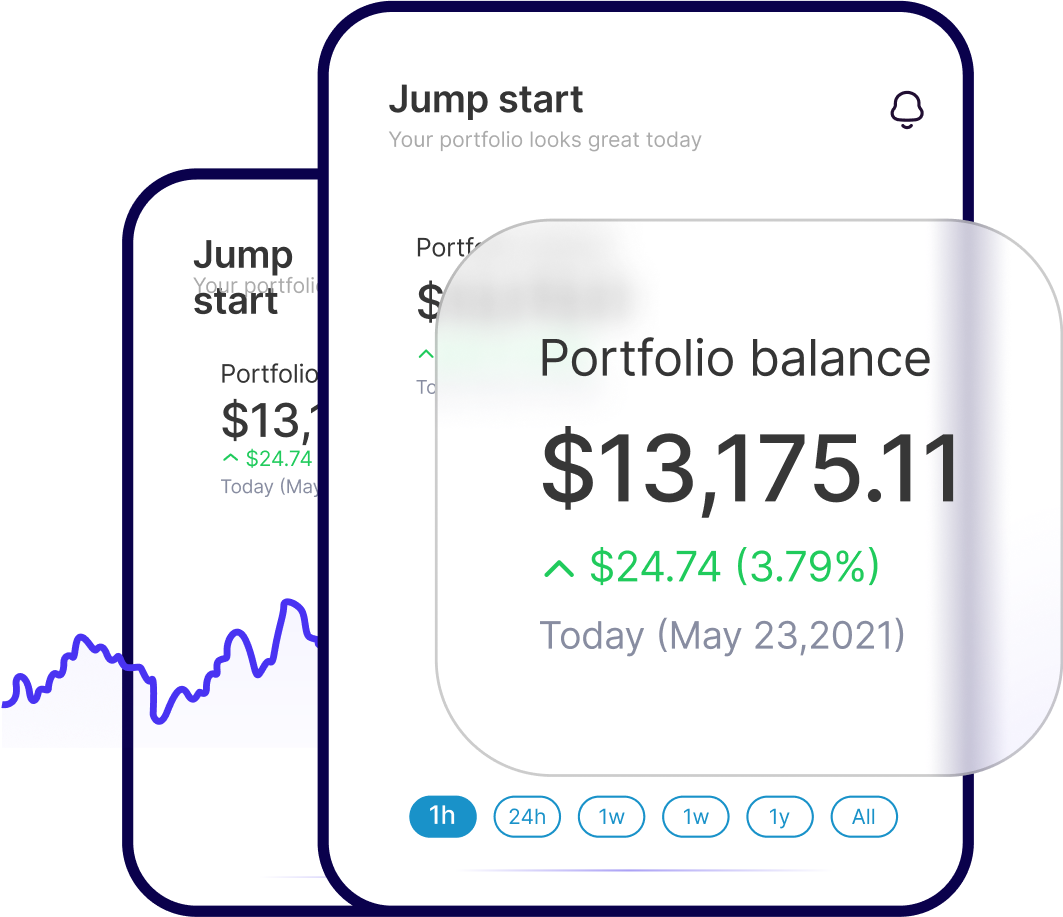 Jump start
Your portfolio looks great today
Portfo
$
To
Portfolio balance
$13,175.11
$24.74 (3.79%)
Today (May 23,2021)
1h
24h
1w
1w
1y
All
Jump
Your portfolio
start
Portfolio
$13,1
$24.74
Today (May